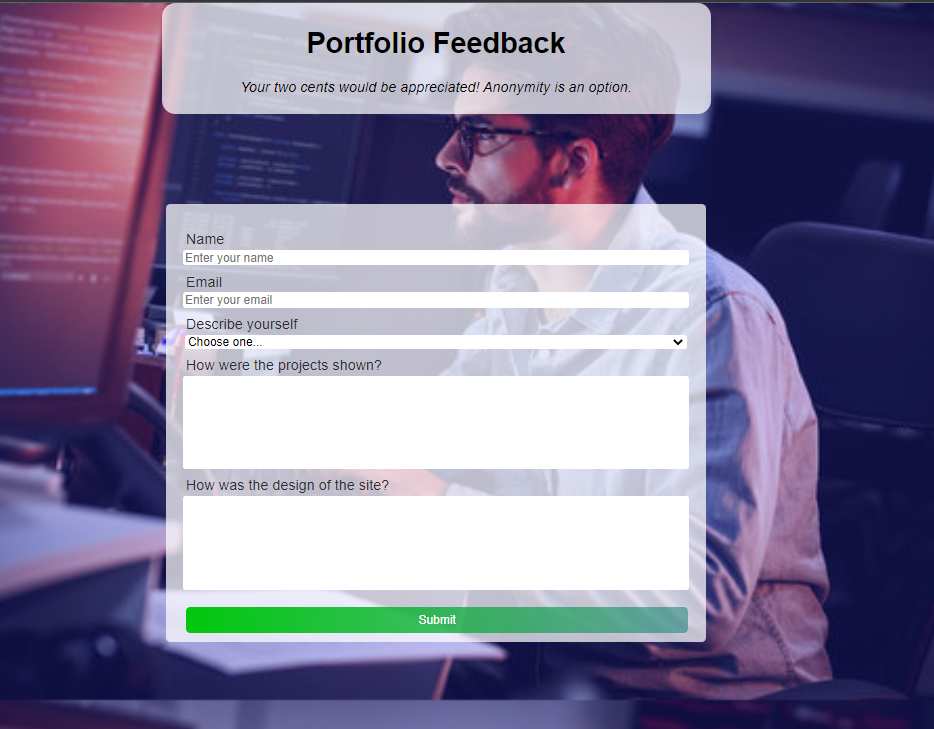 Portfolio Feedback
Your two cents would be appreciated! Anonymity is an option.
Name
Enter your name
Email
Enter your email
Describe yourself
Choose one...
How were the projects shown?
How was the design of the site?
Submit